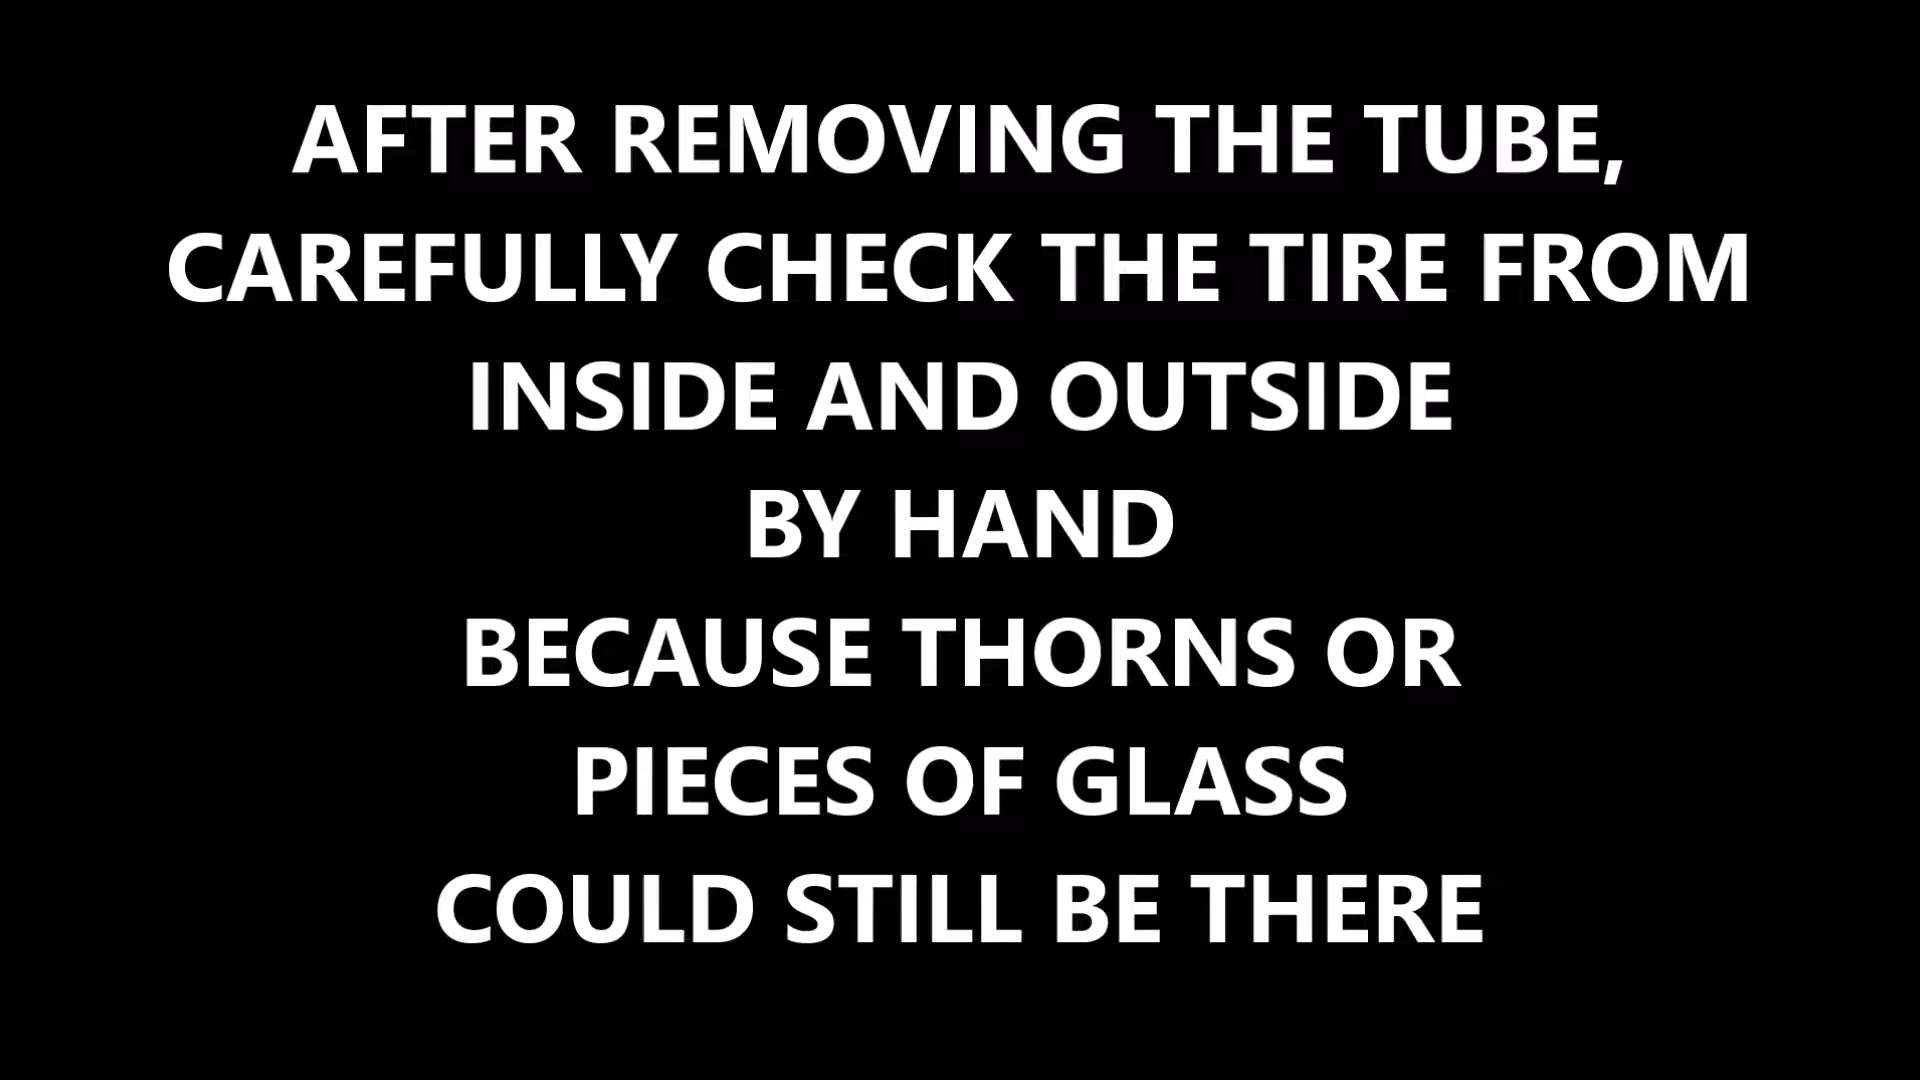 AFTER REMOVING THE TUBE,
CAREFULLY CHECK THE TIRE FROM
INSIDE AND OUTSIDE
BY HAND
BECAUSE THORNS OR
PIECES OF GLASS
COULD STILL BE THERE